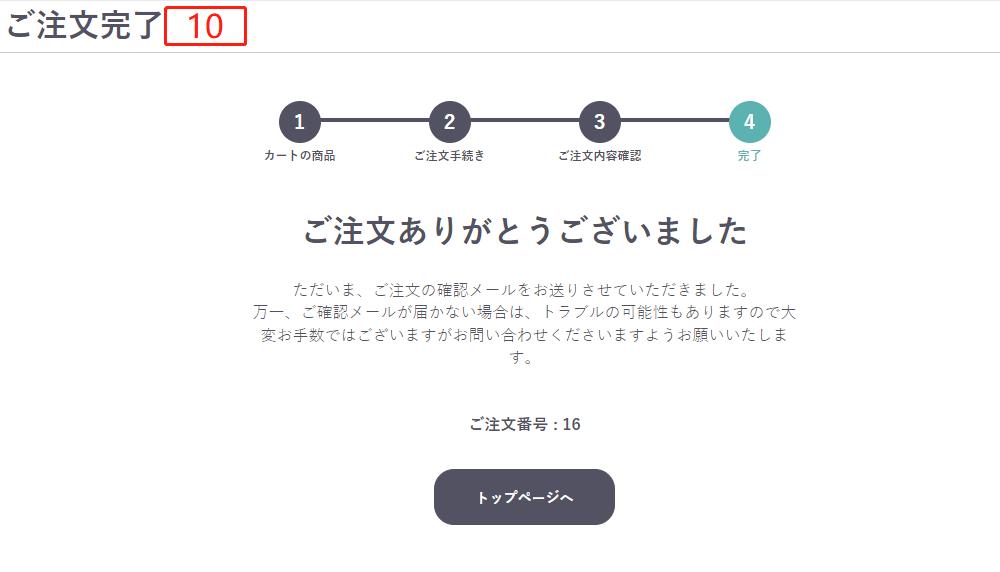 ご注文完了 10
1 2 3 4
カートの商品 ご注文手続き ご注文内容確認 完了
ご注文ありがとうございました
ただいま、ご注文の確認メールをお送りさせていただきました。
万一、ご確認メールが届かない場合は、トラブルの可能性もありますので大
変お手数ではございますがお問い合わせくださいますようお願いいたしま
す。
ご注文番号 : 16
トップページへ